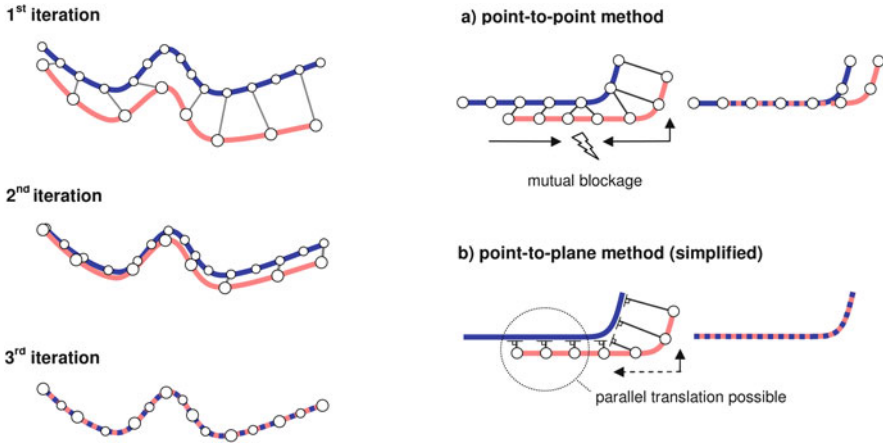 1st iteration
2nd iteration
3rd iteration
a) point-to-point method
mutual blockage
b) point-to-plane method (simplified)
parallel translation possible